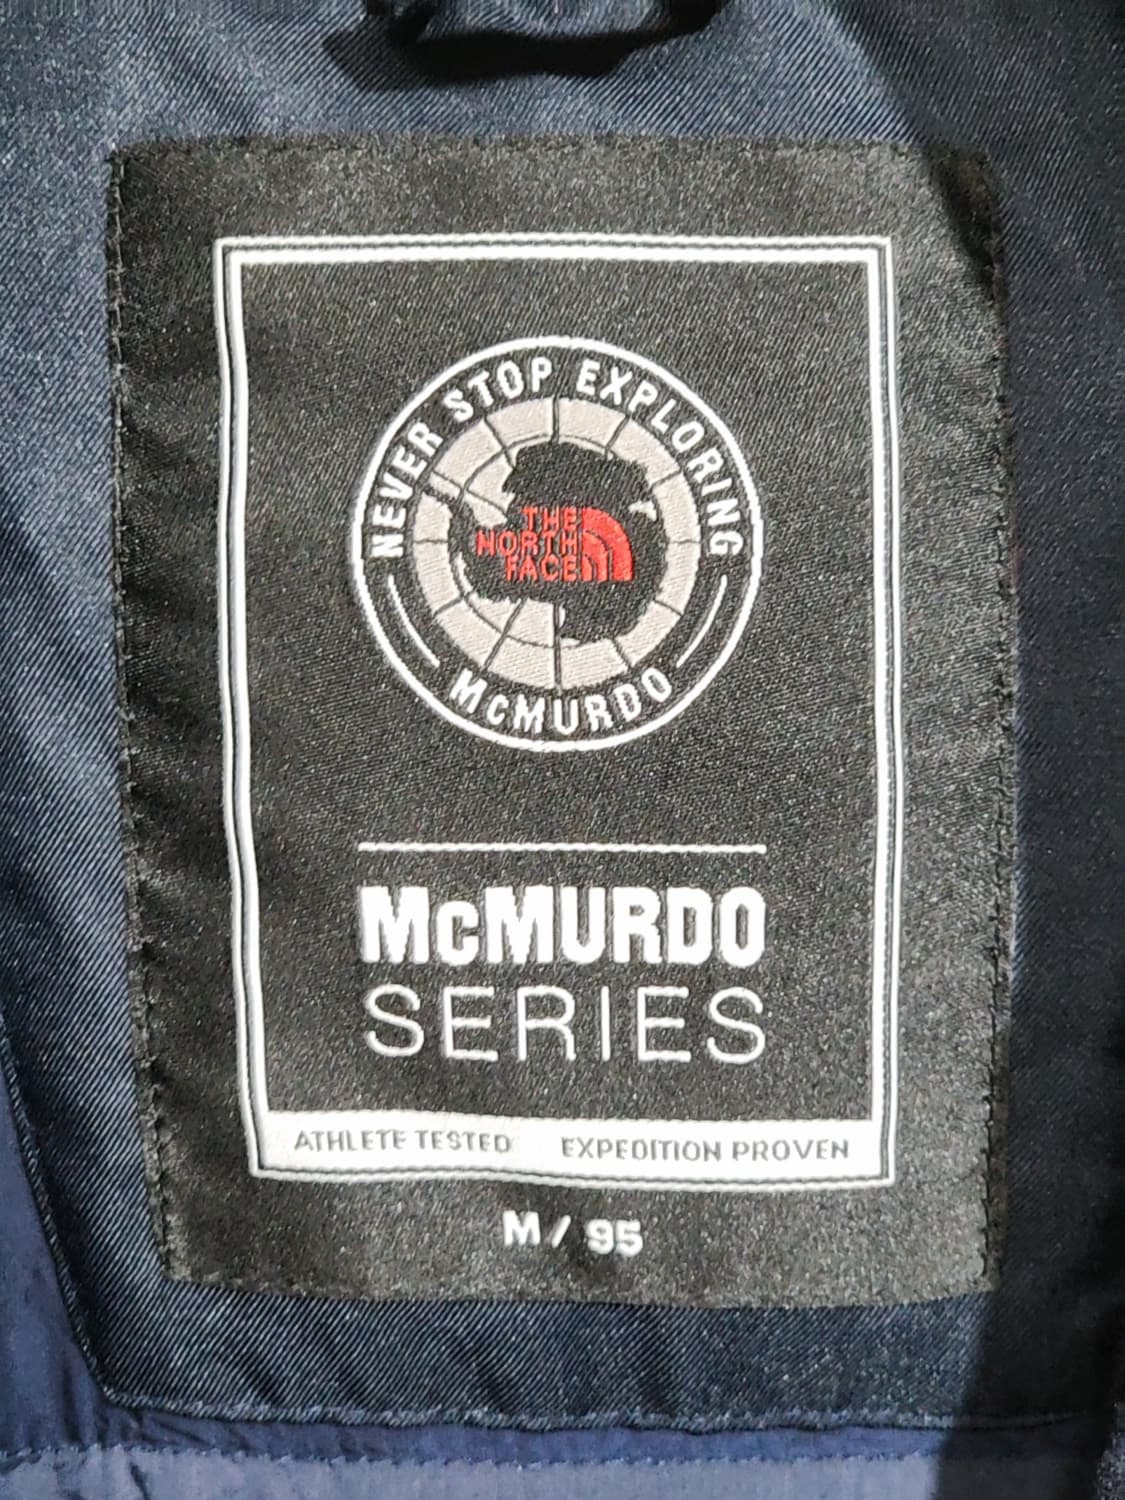 NEVER STOP EXPLORING
THE
NORTH
FACE
McMURDO
McMURDO
SERIES
ATHLETE TESTED EXPEDITION PROVEN
M/ 95